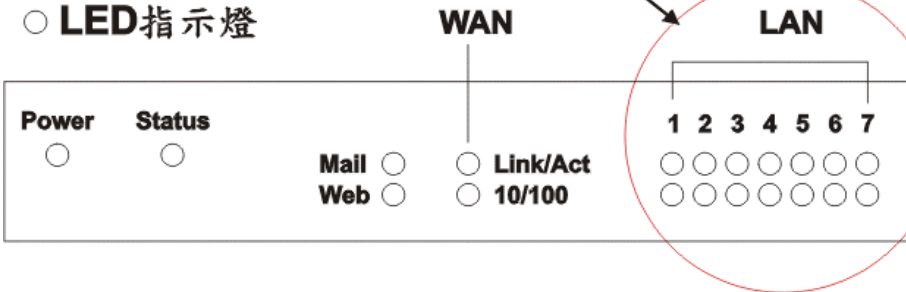 LED指示燈
WAN
LAN
Power Status
1 2 3 4 5 6 7
Mail Link/Act
Web 10/100